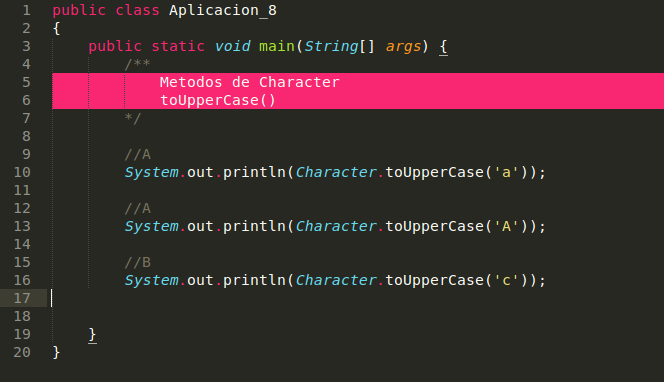 1 public class Aplicacion_8
2 {
3 public static void main(String[] args) {
4 /**
5 Metodos de Character
6 toUpperCase()
7 */
8
9 //A
10 System.out.println(Character.toUpperCase('a'));
11
12 //A
13 System.out.println(Character.toUpperCase('A'));
14
15 //B
16 System.out.println(Character.toUpperCase('c'));
17
18
19 }
20 }